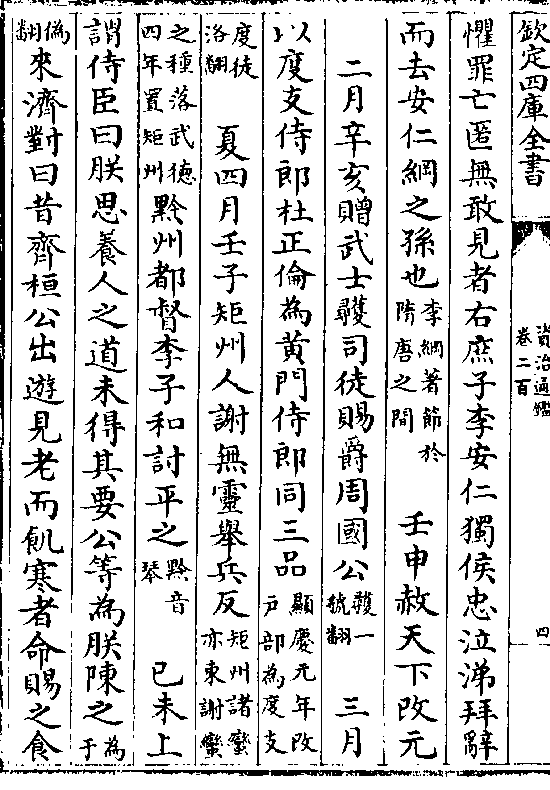 欽定四庫全書
資治通鑑
卷二百
四
懼罪亡匿無敢見者右庶子李安仁獨侯忠泣涕拜辭
而去安仁綱之孫也李綱著節於隋唐之間壬申赦天下改元
二月辛亥贈武士彠司徒賜爵周國公彠一虢翻三月
以度支侍郎杜正倫為黄門侍郎同三品顯慶元年改戶部為度支
度徒洛翻夏四月壬子矩州人謝無靈舉兵反矩州諸蠻亦東謝蠻
之種落武德四年置矩州黔州都督李子和討平之黔音琴已未上
謂侍臣曰朕思養人之道未得其要公等為朕陳之為于
偽翻來濟對曰昔齊桓公出遊見老而飢寒者命賜之食